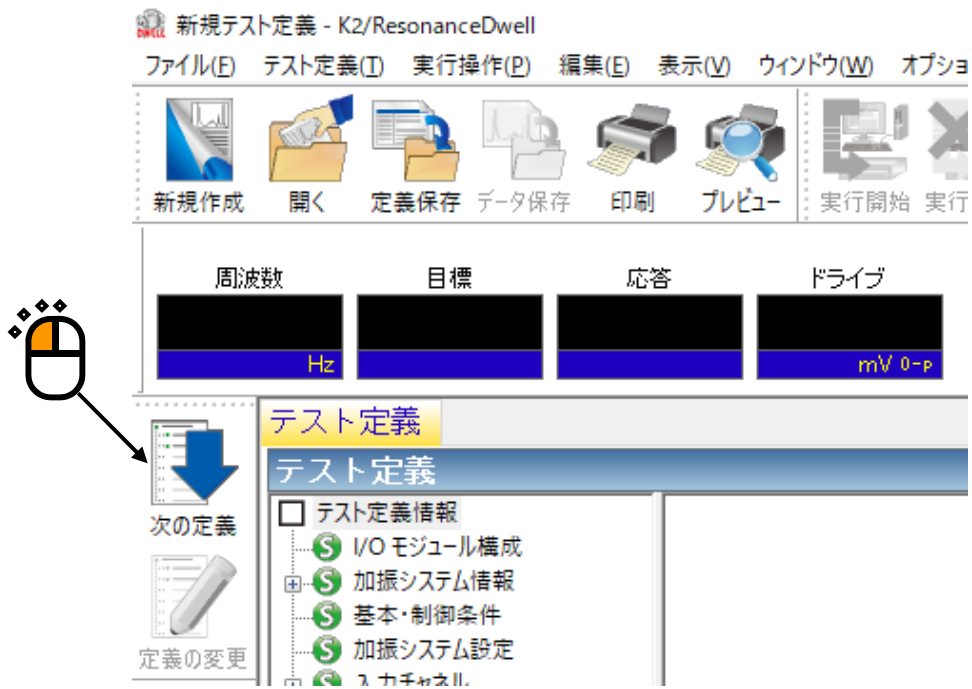 新規テスト定義 - K2/ResonanceDwell
ファイル(F) テスト定義(T) 実行操作(P) 編集(E) 表示(V) ウィンドウ(W) オプショ
新規作成 開く 定義保存 データ保存 印刷 プレビュー 実行開始 実行
周波数 目標 応答 ドライブ
Hz mV 0-P
テスト定義
テスト定義
次の定義
定義の変更
テスト定義情報
S I/O モジュール構成
S 加振システム情報
S 基本・制御条件
S 加振システム設定
S 入力チャネル